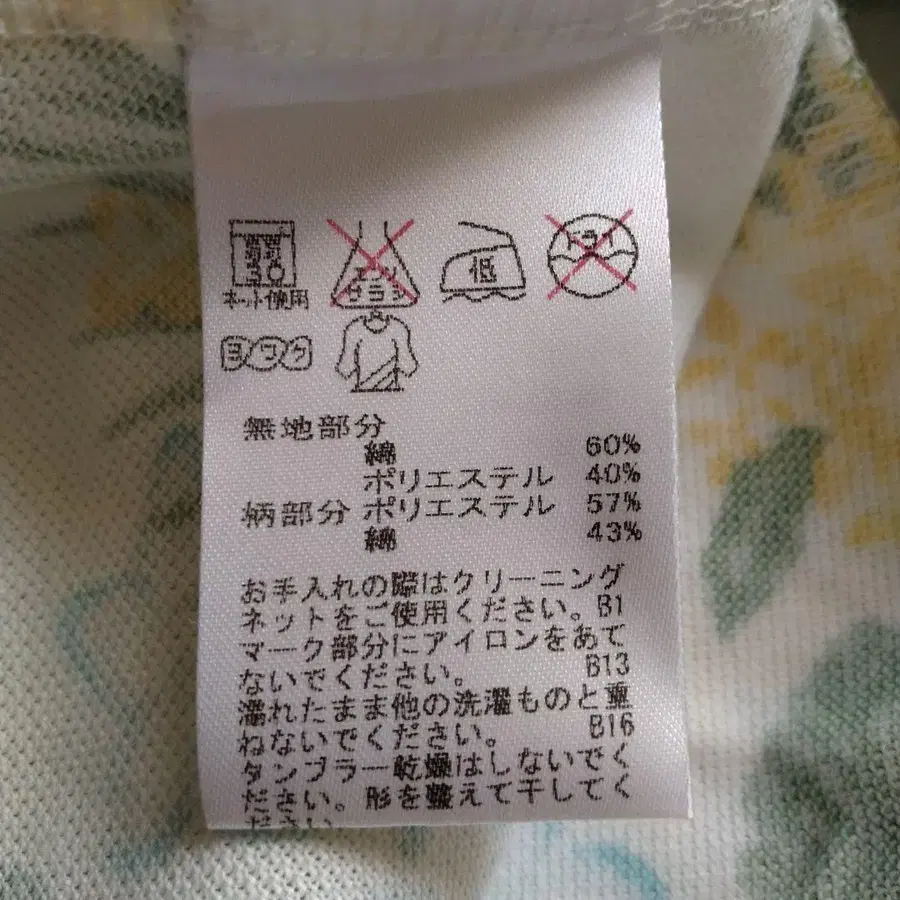 弱
30
ネット使用
エンソ
サラシ
低
ドライ
ヨワク
無地部分
綿 60%
ポリエステル 40%
柄部分 ポリエステル 57%
綿 43%
お手入れの際はクリーニング
ネットをご使用ください。B1
マーク部分にアイロンをあて
ないでください。 B13
濡れたまま他の洗濯ものと重
ねないでください。 B16
タンブラー乾燥はしないでく
ださい。形を整えて干してく
ださい。